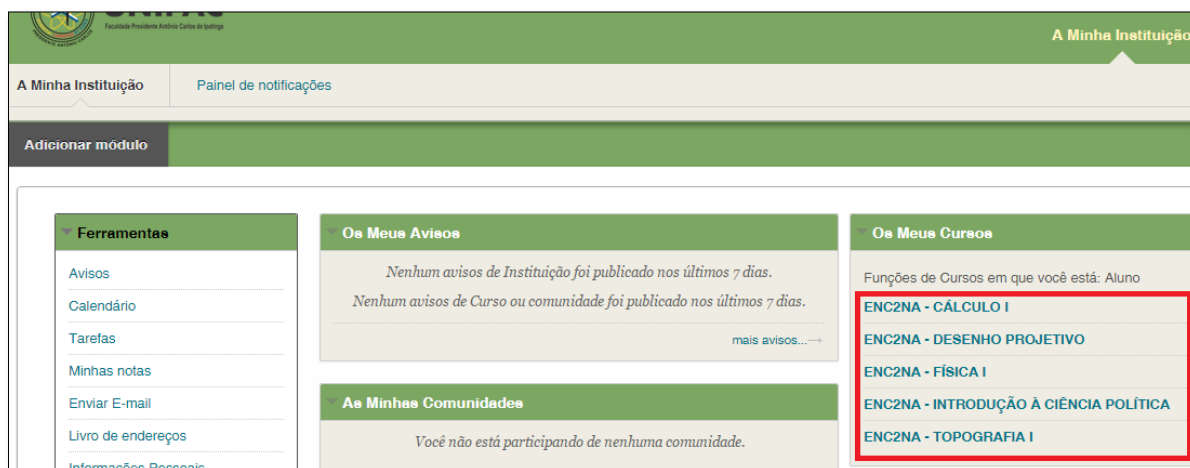 UNIPAC
Faculdade Presidente Antônio Carlos de Ipatinga
A Minha Instituição
A Minha Instituição
Painel de notificações
Adicionar módulo
Ferramentas
Avisos
Calendário
Tarefas
Minhas notas
Enviar E-mail
Livro de endereços
Informações Pessoais
Os Meus Avisos
Nenhum avisos de Instituição foi publicado nos últimos 7 dias.
Nenhum avisos de Curso ou comunidade foi publicado nos últimos 7 dias.
mais avisos...→
As Minhas Comunidades
Você não está participando de nenhuma comunidade.
Os Meus Cursos
Funções de Cursos em que você está: Aluno
ENC2NA - CÁLCULO I
ENC2NA - DESENHO PROJETIVO
ENC2NA - FÍSICA I
ENC2NA - INTRODUÇÃO À CIÊNCIA POLÍTICA
ENC2NA - TOPOGRAFIA I